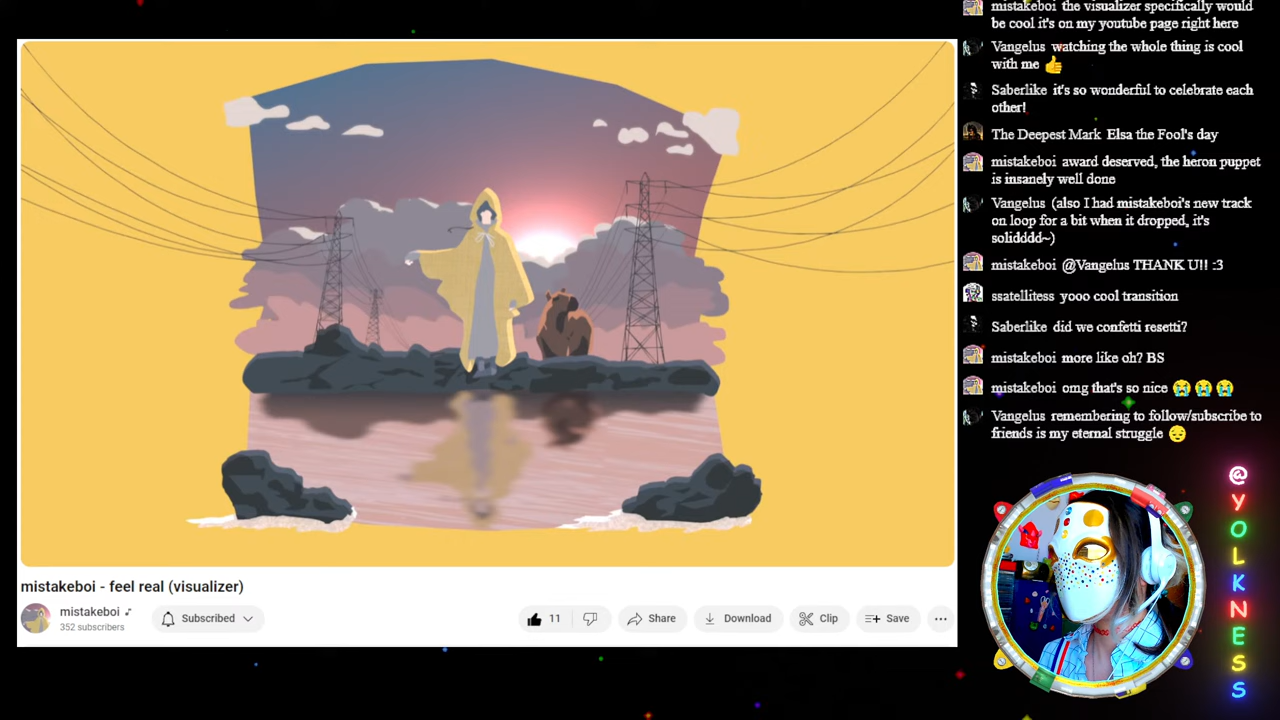 mistakeboi the visualizer specifically would
be cool it's on my youtube page right here
Vangelus watching the whole thing is cool
with me 👍
Saberlike it's so wonderful to celebrate each
other!
The Deepest Mark Elsa the Fool's day
mistakeboi award deserved, the heron puppet
is insanely well done
Vangelus (also I had mistakeboi's new track
on loop for a bit when it dropped, it's
solidddd~)
mistakeboi @Vangelus THANK U!! :3
ssatellitess yooo cool transition
Saberlike did we confetti resetti?
mistakeboi more like oh? BS
mistakeboi omg that's so nice 😭😭😭
Vangelus remembering to follow/subscribe to
friends is my eternal struggle 😔
mistakeboi - feel real (visualizer)
mistakeboi ♪
352 subscribers
Subscribed
11
Share
Download
Clip
Save
@YOLKNESS